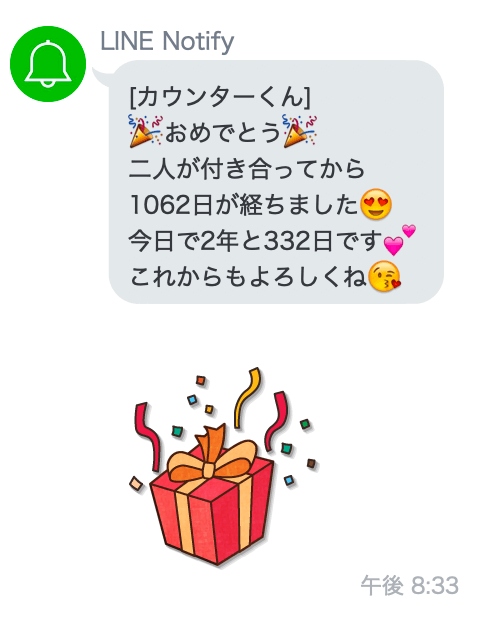 LINE Notify
[カウンターくん]
🎉おめでとう🎉
二人が付き合ってから
1062日が経ちました😍
今日で2年と332日です💕
これからもよろしくね😘
午後 8:33